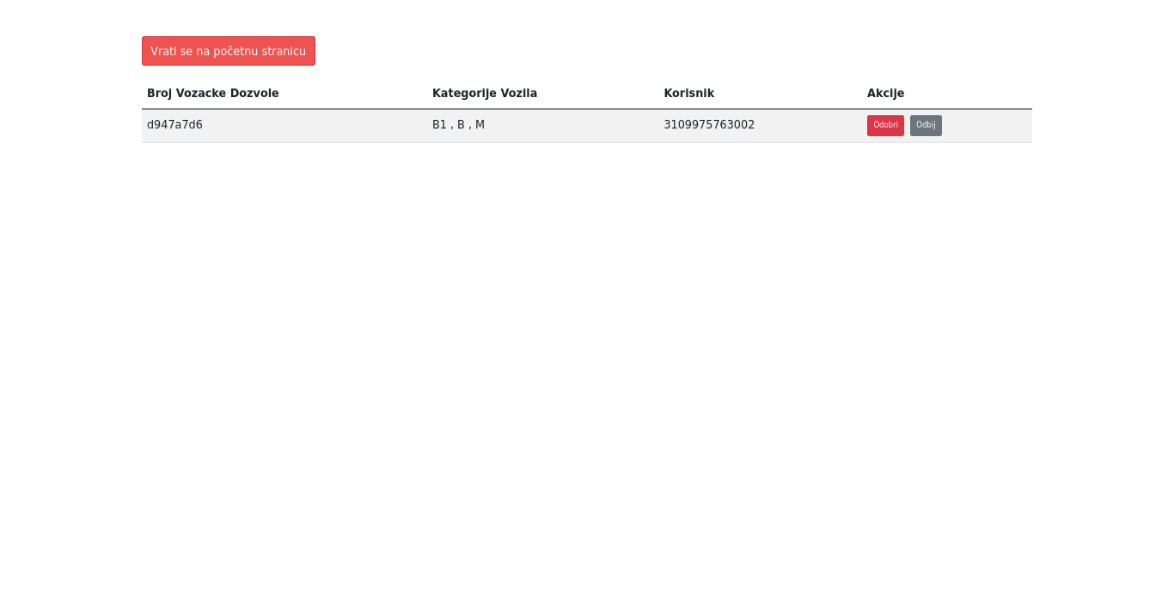 Vrati se na početnu stranicu
Broj Vozacke Dozvole Kategorije Vozila Korisnik Akcije
d947a7d6 B1 , B , M 3109975763002 Odobri Odbij